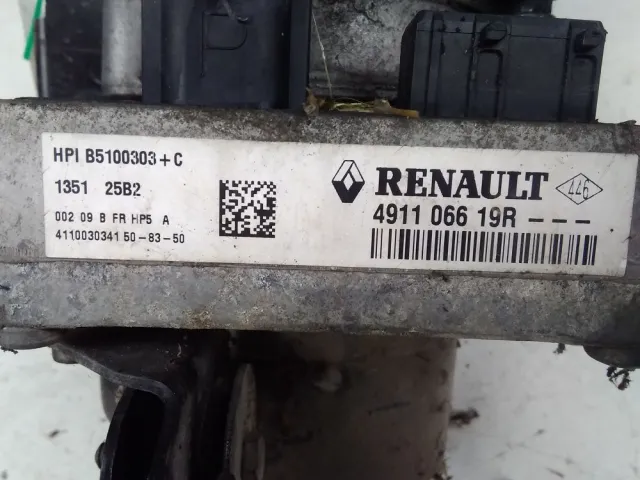 HPI B5100303+C
1351 25B2
002 09 B FR HP5 A
4110030341 50-83-50
RENAULT
446
4911 066 19R ---
P